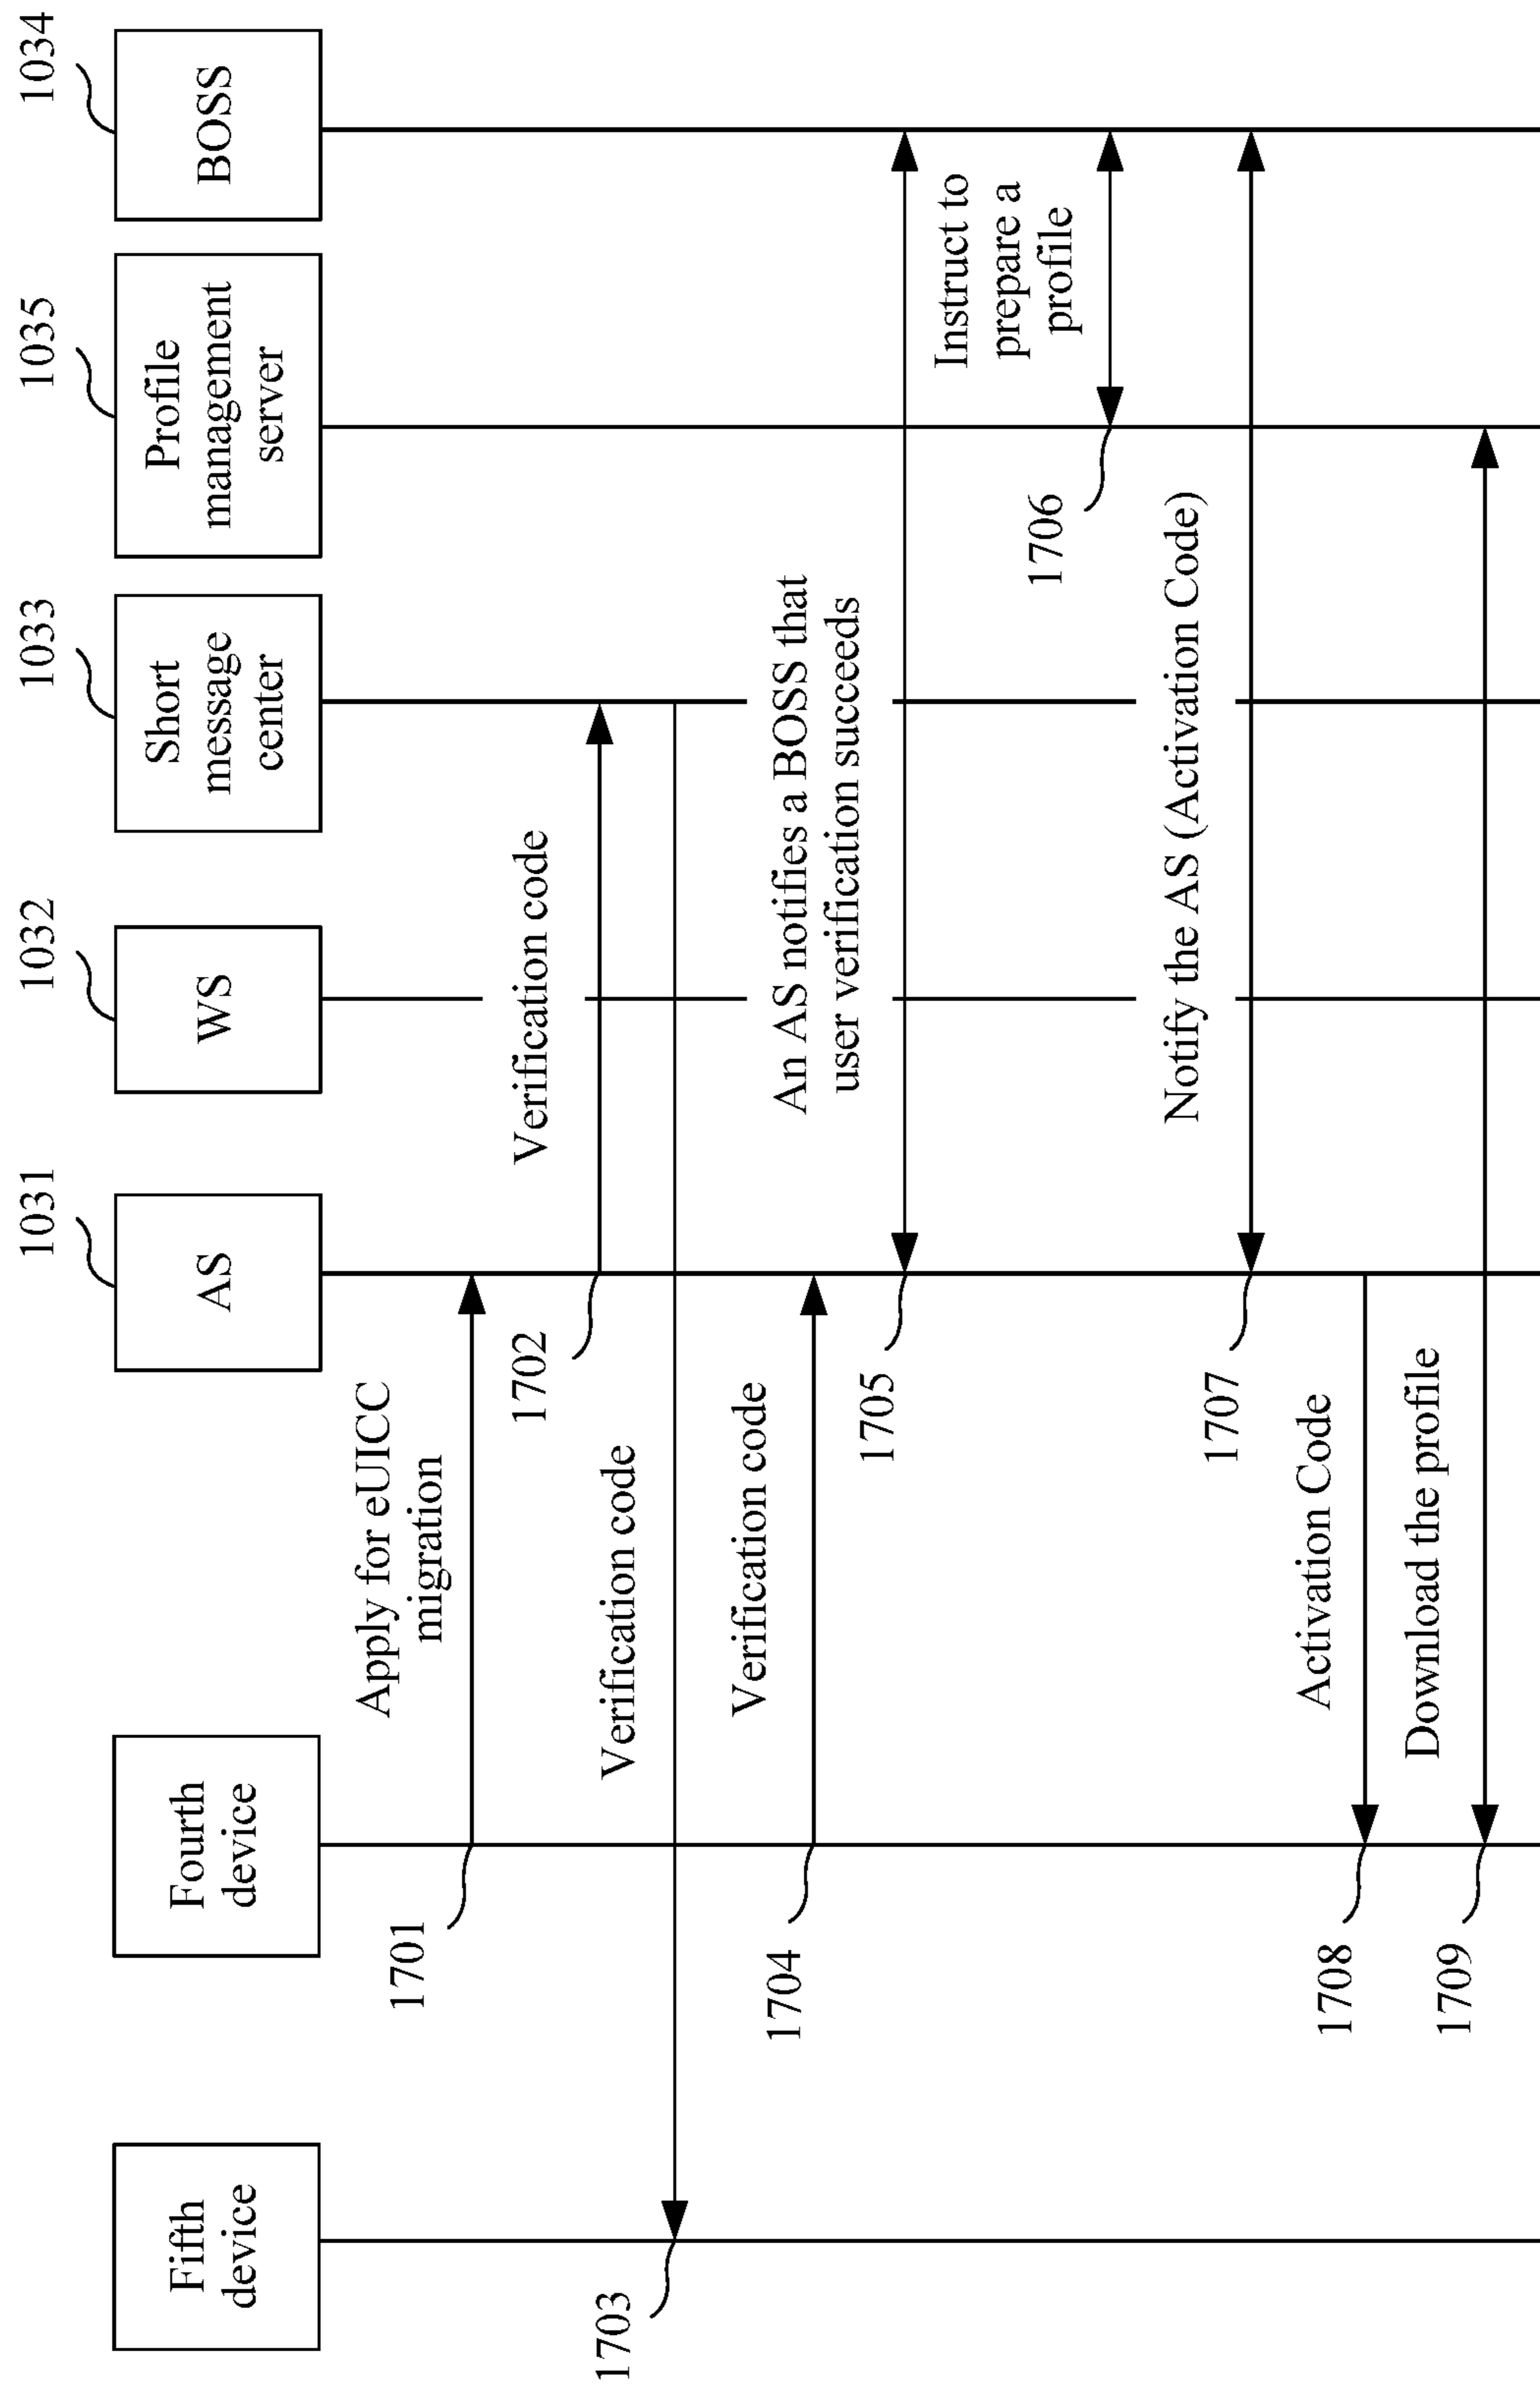 Fifth
device
Fourth
device
1031
AS
1032
WS
1033
Short
message
center
1035
Profile
management
server
1034
BOSS
1701
Apply for eUICC
migration
1702
Verification code
1703
Verification code
1704
Verification code
1705
An AS notifies a BOSS that
user verification succeeds
1706
Instruct to
prepare a
profile
1707
Notify the AS (Activation Code)
1708
Activation Code
1709
Download the profile